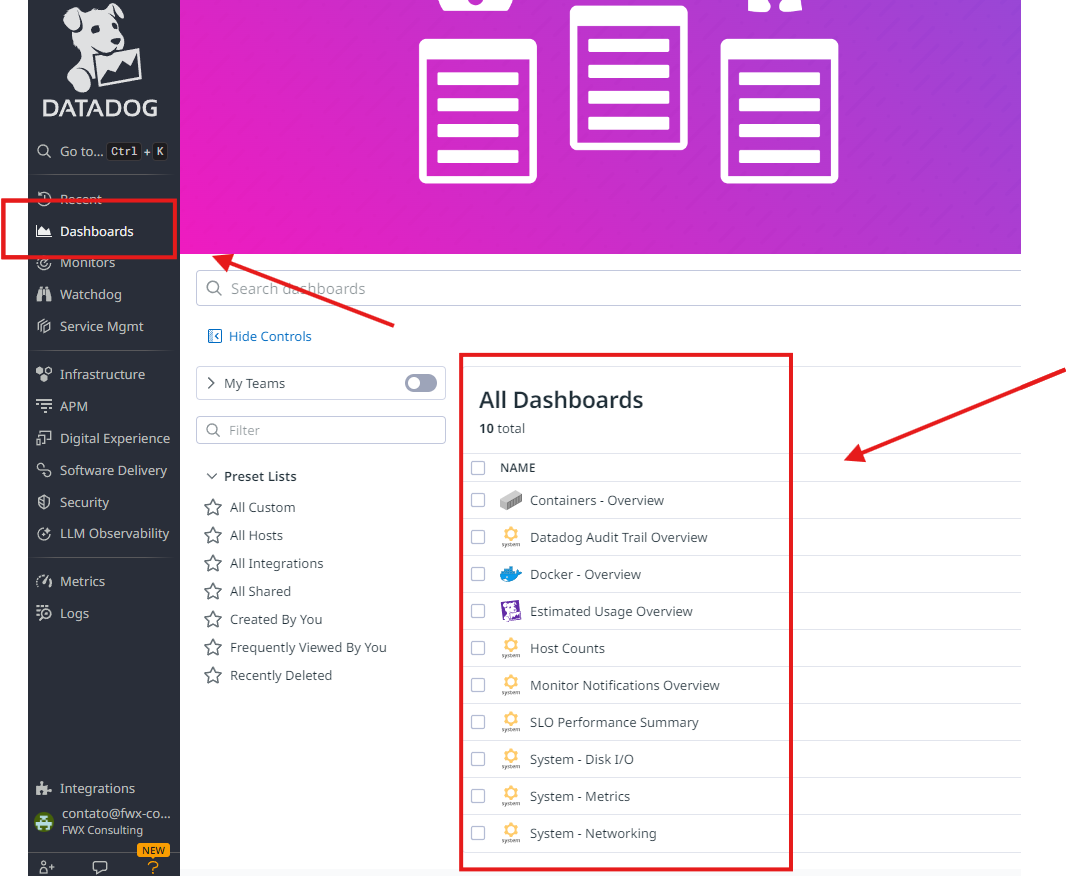 DATADOG
Go to... Ctrl + K
Recent
Dashboards
Monitors
Watchdog
Service Mgmt
Infrastructure
APM
Digital Experience
Software Delivery
Security
LLM Observability
Metrics
Logs
Integrations
contato@fwx-co...
FWX Consulting
NEW
?
Search dashboards
Hide Controls
My Teams
Filter
Preset Lists
All Custom
All Hosts
All Integrations
All Shared
Created By You
Frequently Viewed By You
Recently Deleted
All Dashboards
10 total
NAME
Containers - Overview
system Datadog Audit Trail Overview
Docker - Overview
Estimated Usage Overview
system Host Counts
system Monitor Notifications Overview
system SLO Performance Summary
system System - Disk I/O
system System - Metrics
system System - Networking